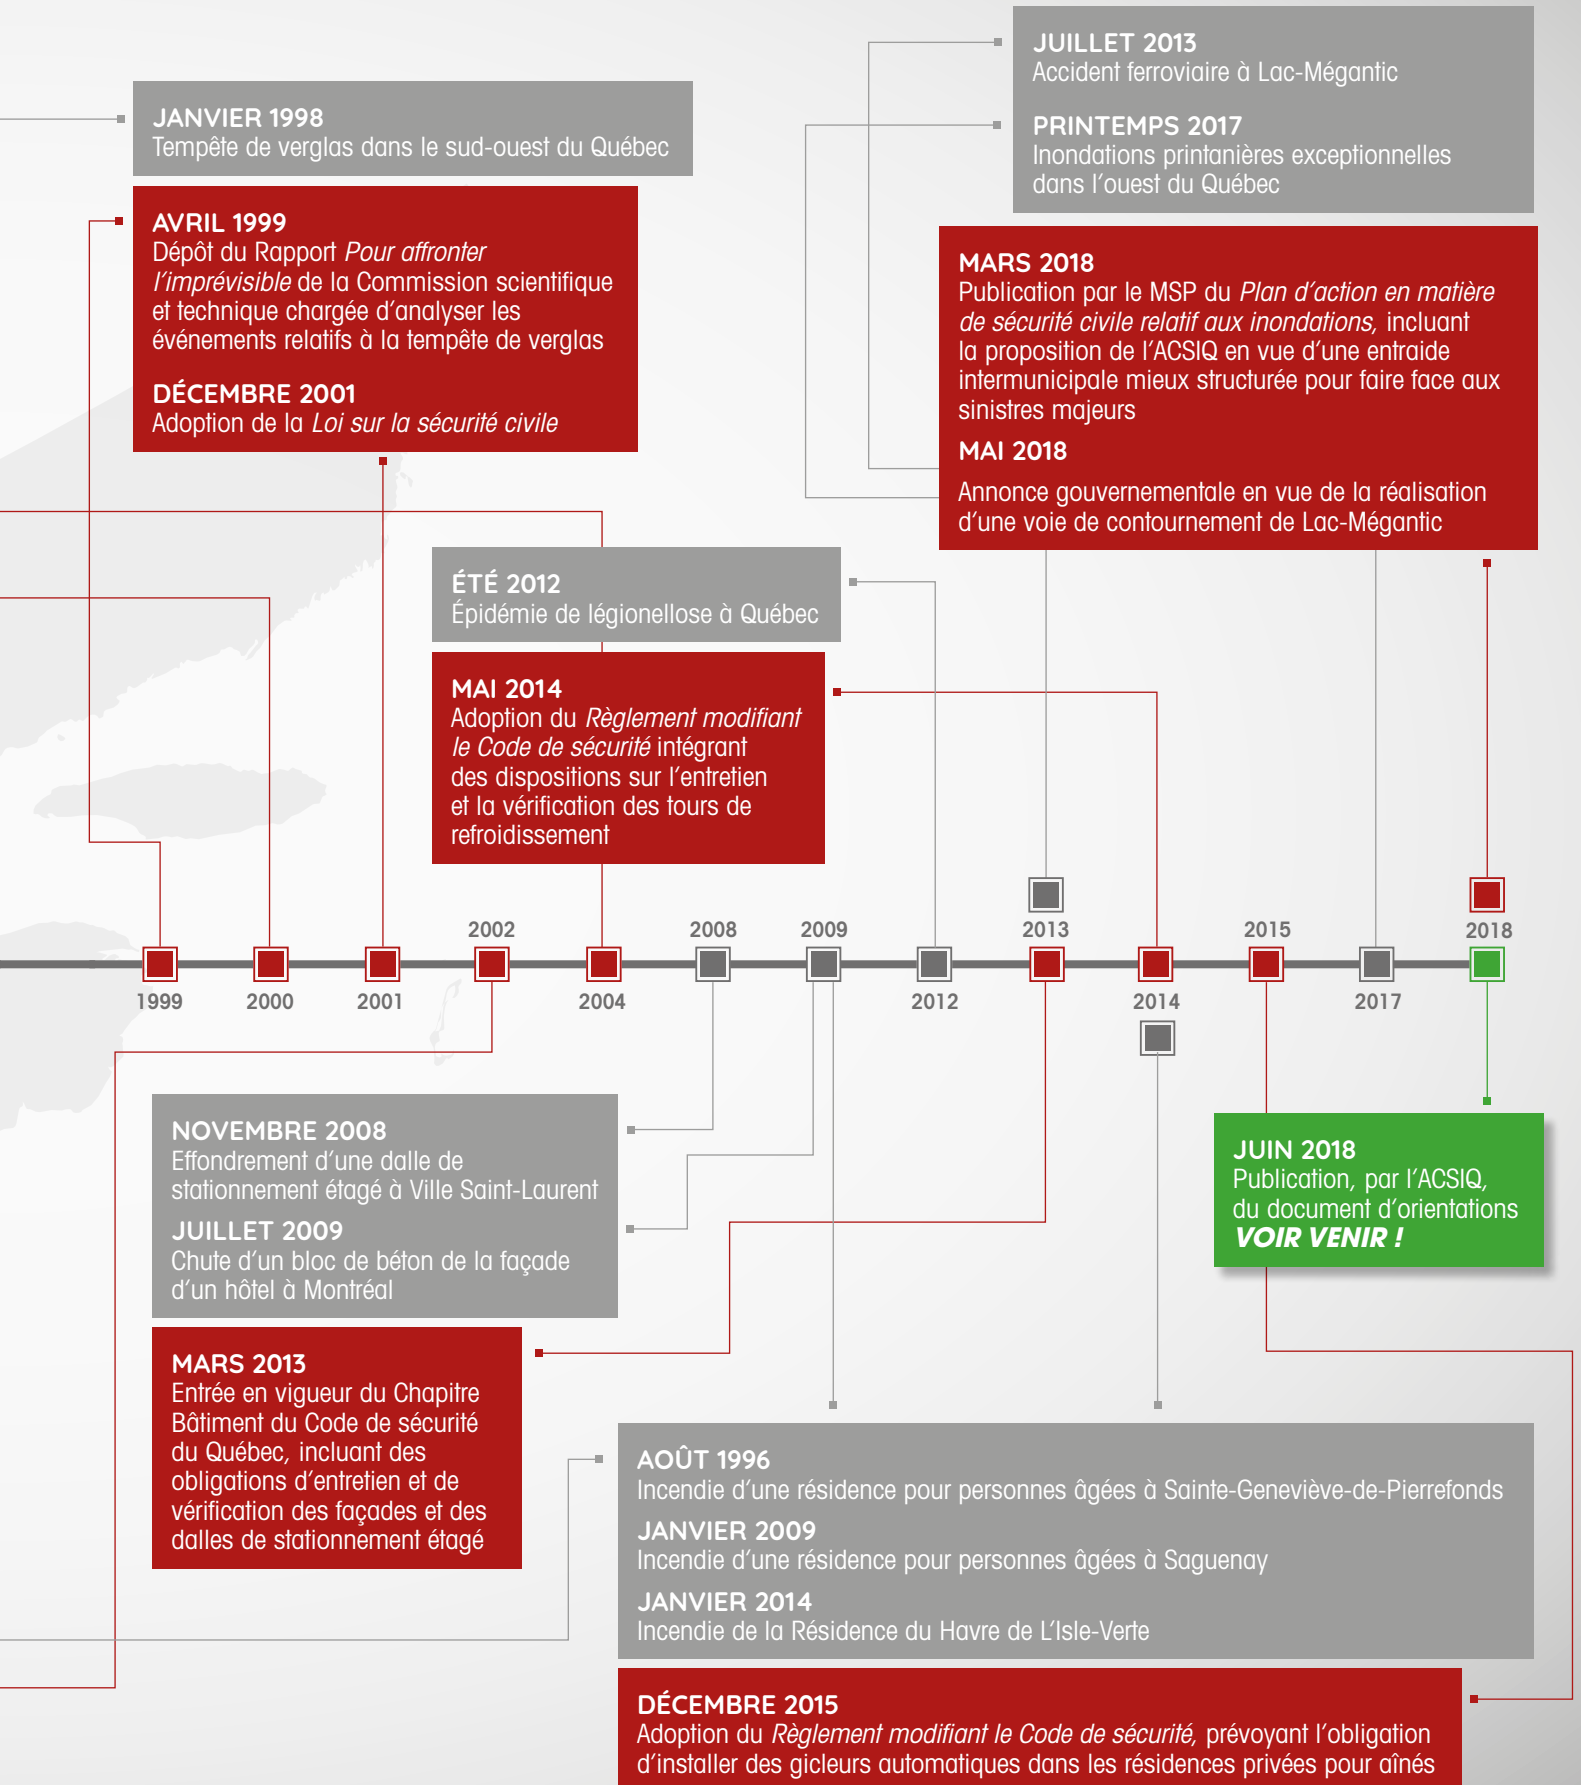 JUILLET 2013
Accident ferroviaire à Lac-Mégantic
PRINTEMPS 2017
Inondations printanières exceptionnelles
dans l’ouest du Québec
JANVIER 1998
Tempête de verglas dans le sud-ouest du Québec
AVRIL 1999
Dépôt du Rapport Pour affronter
l’imprévisible de la Commission scientifique
et technique chargée d’analyser les
événements relatifs à la tempête de verglas
DÉCEMBRE 2001
Adoption de la Loi sur la sécurité civile
MARS 2018
Publication par le MSP du Plan d’action en matière
de sécurité civile relatif aux inondations, incluant
la proposition de l’ACSIQ en vue d’une entraide
intermunicipale mieux structurée pour faire face aux
sinistres majeurs
MAI 2018
Annonce gouvernementale en vue de la réalisation
d’une voie de contournement de Lac-Mégantic
ÉTÉ 2012
Épidémie de légionellose à Québec
MAI 2014
Adoption du Règlement modifiant
le Code de sécurité intégrant
des dispositions sur l’entretien
et la vérification des tours de
refroidissement
2002
2008
2009
2013
2015
2018
1999
2000
2001
2004
2012
2014
2017
NOVEMBRE 2008
Effondrement d’une dalle de
stationnement étagé à Ville Saint-Laurent
JUILLET 2009
Chute d’un bloc de béton de la façade
d’un hôtel à Montréal
MARS 2013
Entrée en vigueur du Chapitre
Bâtiment du Code de sécurité
du Québec, incluant des
obligations d’entretien et de
vérification des façades et des
dalles de stationnement étagé
JUIN 2018
Publication, par l’ACSIQ,
du document d’orientations
VOIR VENIR !
AOÛT 1996
Incendie d’une résidence pour personnes âgées à Sainte-Geneviève-de-Pierrefonds
JANVIER 2009
Incendie d’une résidence pour personnes âgées à Saguenay
JANVIER 2014
Incendie de la Résidence du Havre de L’Isle-Verte
DÉCEMBRE 2015
Adoption du Règlement modifiant le Code de sécurité, prévoyant l’obligation
d’installer des gicleurs automatiques dans les résidences privées pour aînés